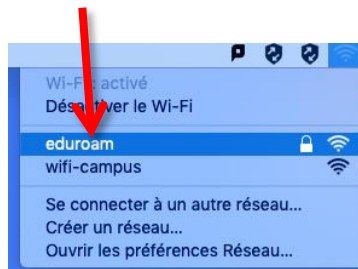 Wi-Fi : activé
Désactiver le Wi-Fi
eduroam
wifi-campus
Se connecter à un autre réseau...
Créer un réseau...
Ouvrir les préférences Réseau...